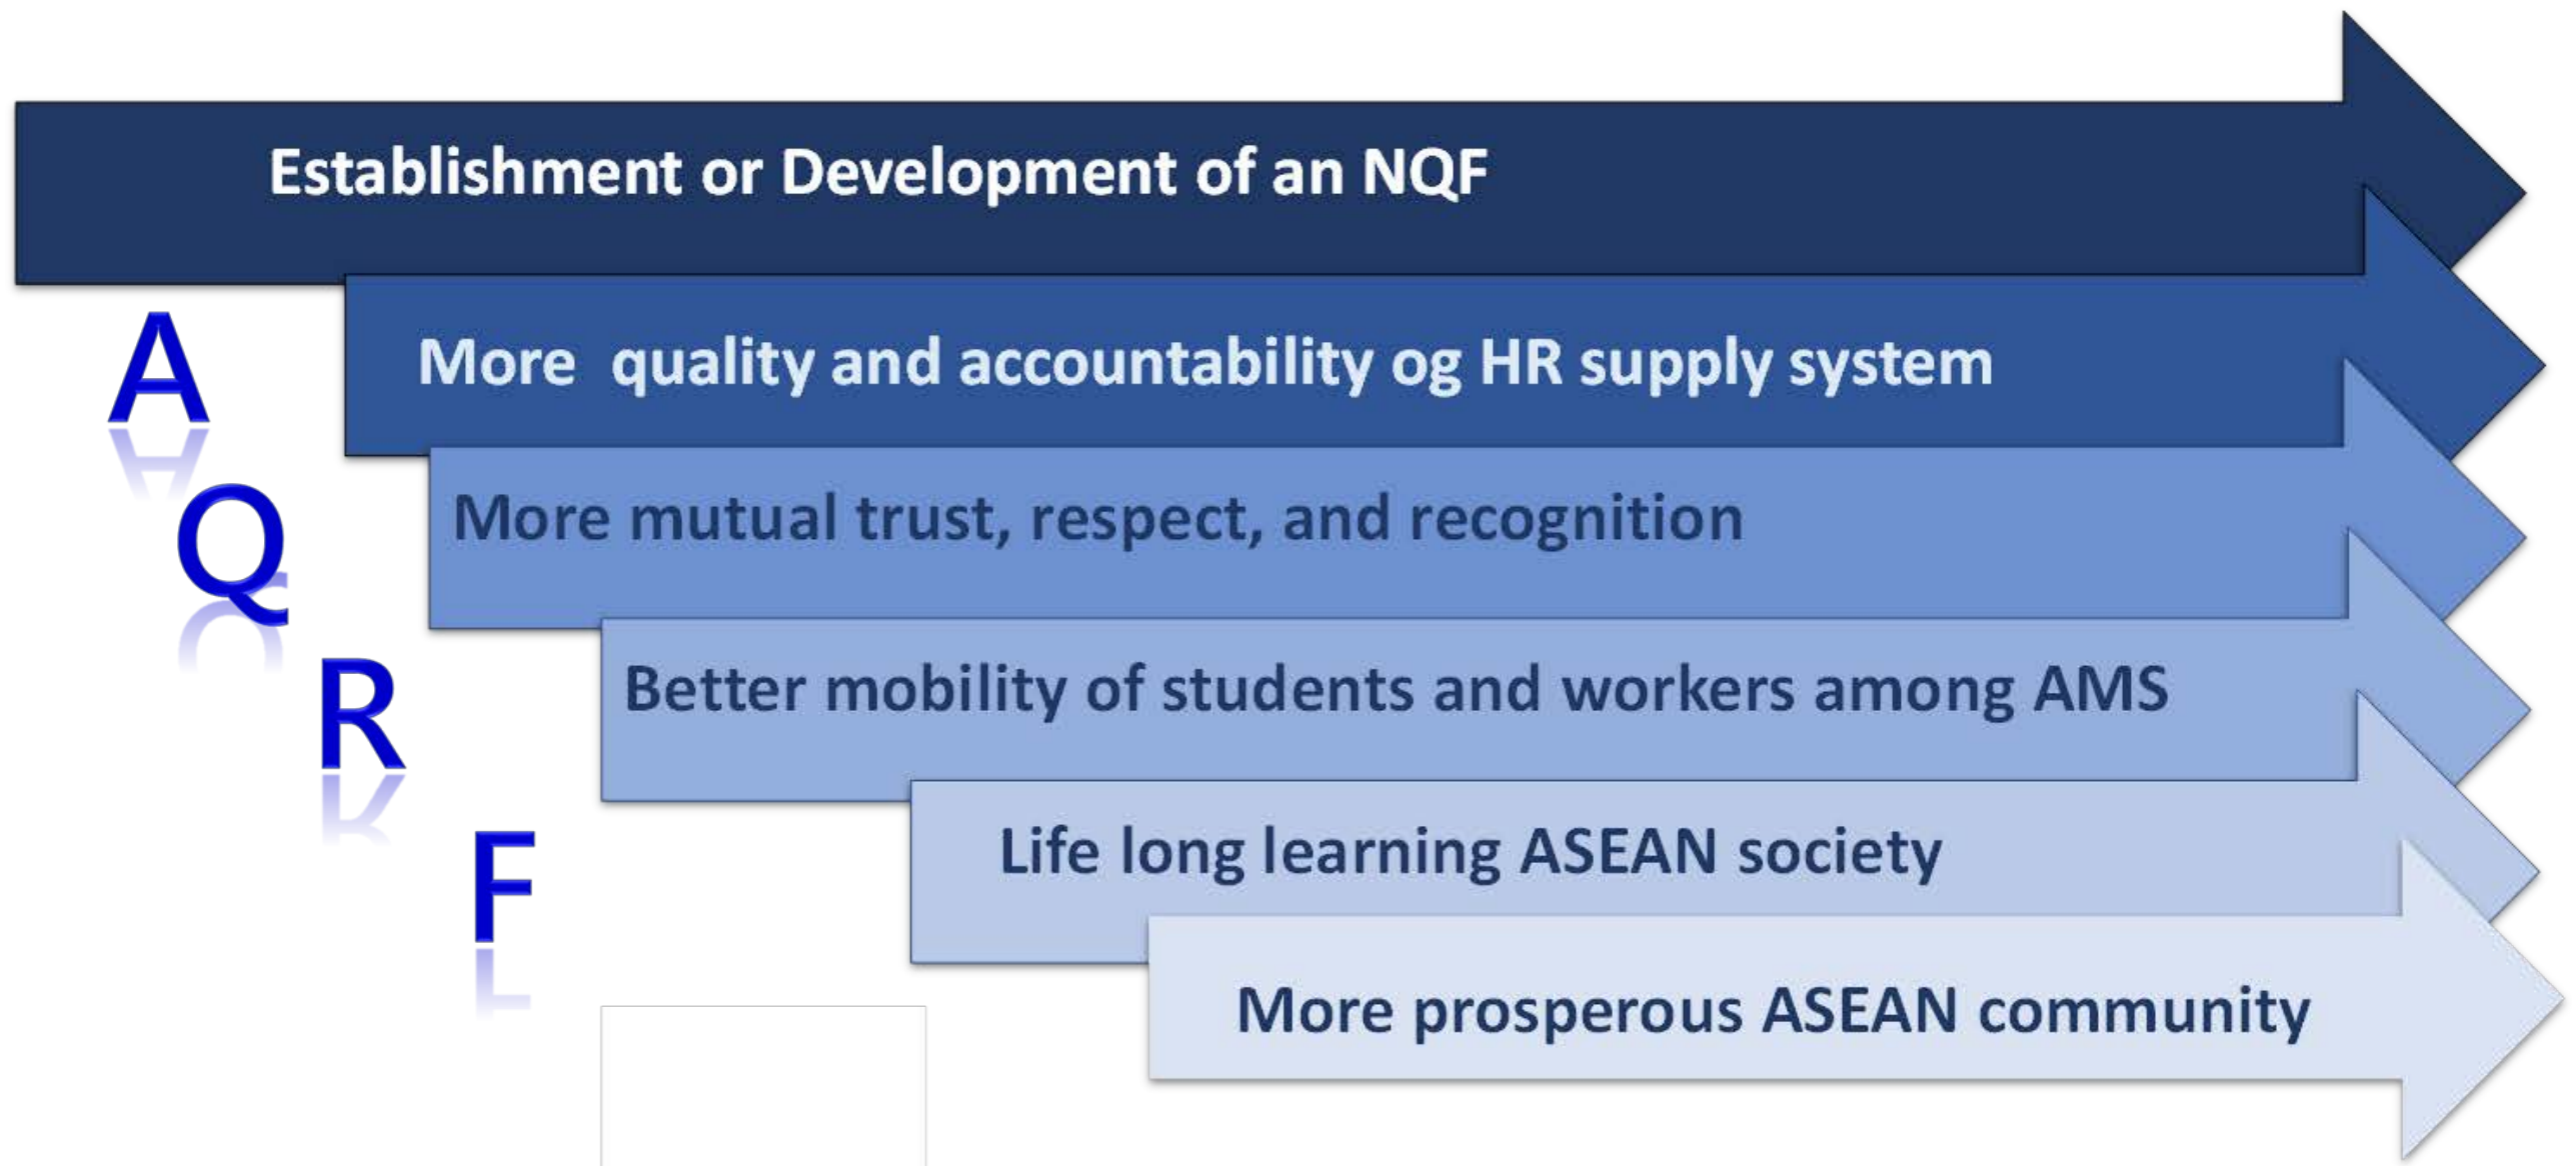 Establishment or Development of an NQF
A
More quality and accountability og HR supply system
Q
More mutual trust, respect, and recognition
R
Better mobility of students and workers among AMS
F
Life long learning ASEAN society
More prosperous ASEAN community